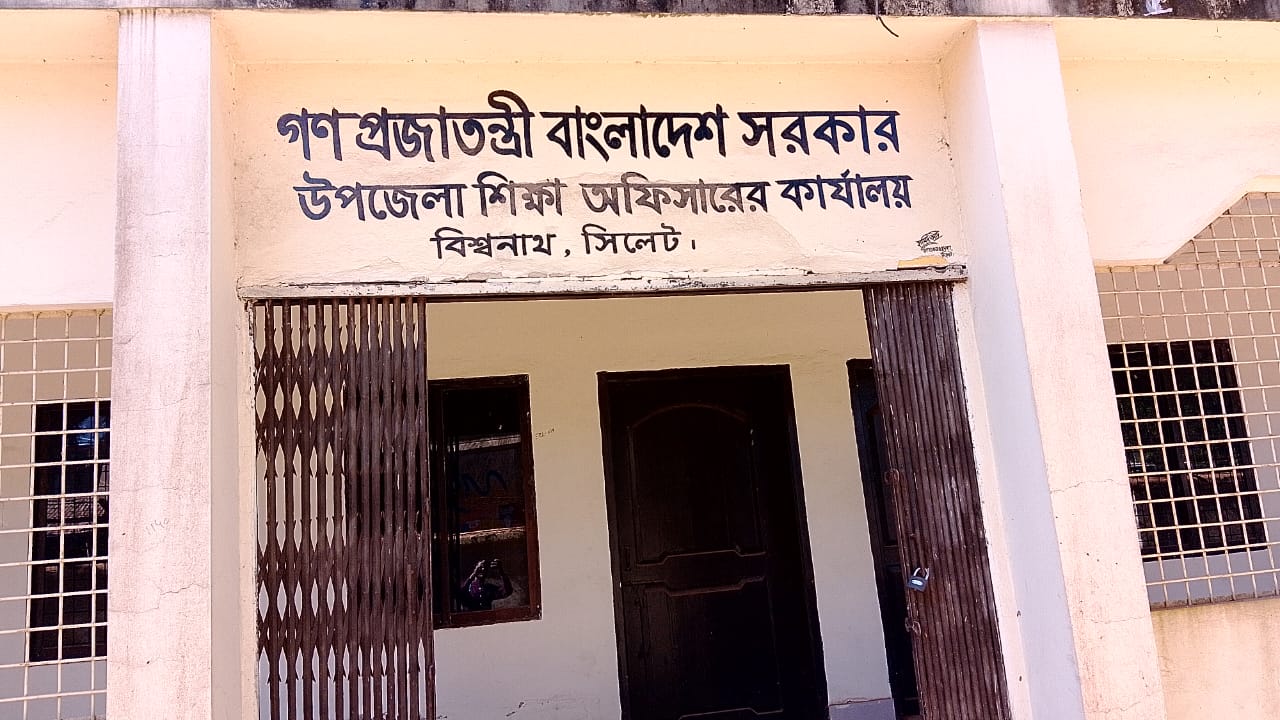 গণ প্রজাতন্ত্রী বাংলাদেশ সরকার
উপজেলা শিক্ষা অফিসারের কার্যালয়
বিশ্বনাথ, সিলেট।